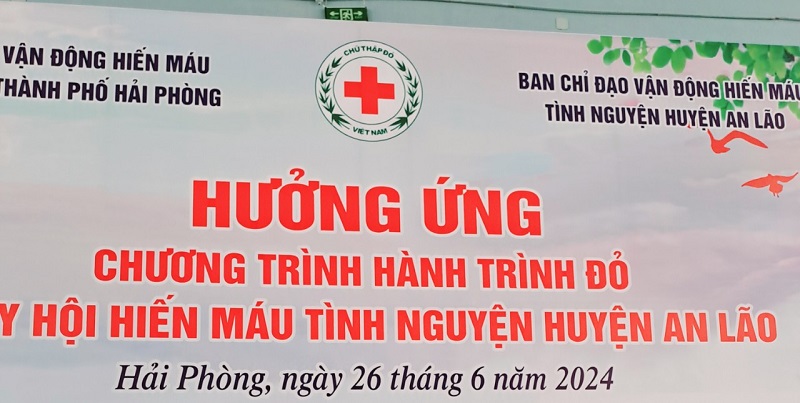 VẬN ĐỘNG HIẾN MÁU
THÀNH PHỐ HẢI PHÒNG
CHỮ THẬP ĐỎ
VIỆT NAM
BAN CHỈ ĐẠO VẬN ĐỘNG HIẾN MÁU
TÌNH NGUYỆN HUYỆN AN LÃO
HƯỞNG ỨNG
CHƯƠNG TRÌNH HÀNH TRÌNH ĐỎ
Y HỘI HIẾN MÁU TÌNH NGUYỆN HUYỆN AN LÃO
Hải Phòng, ngày 26 tháng 6 năm 2024